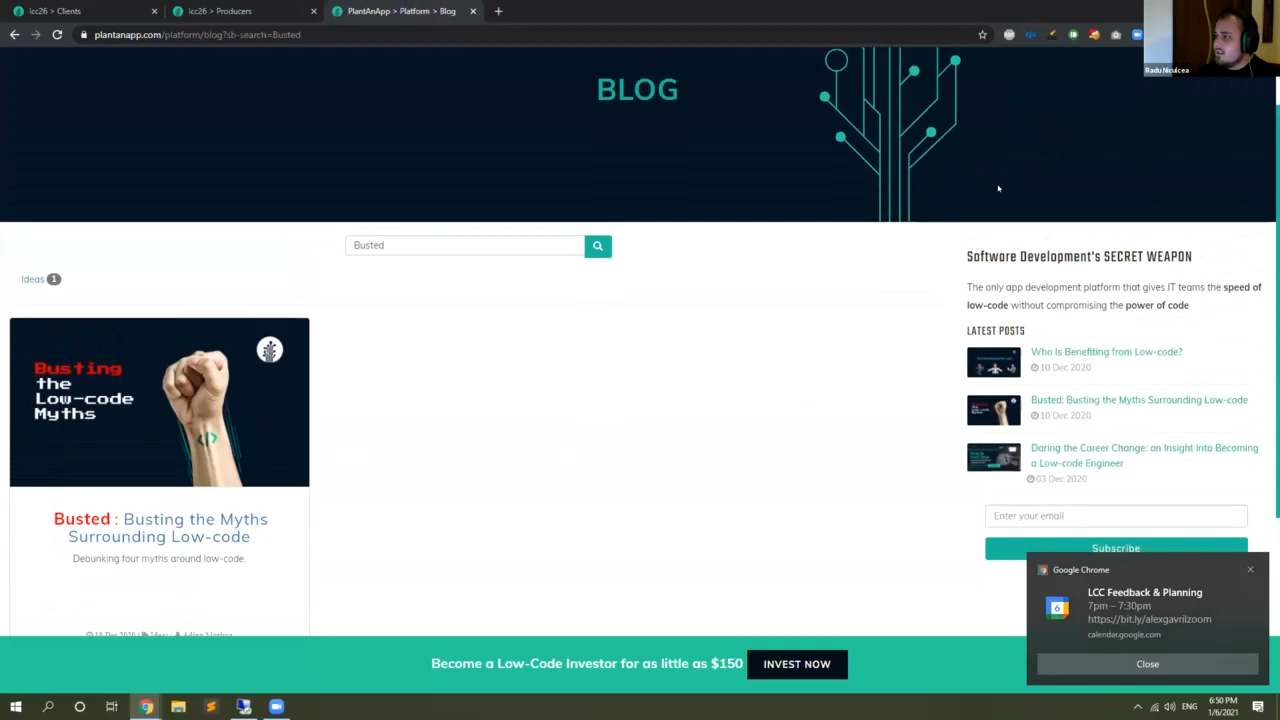 lcc26 > Clients
lcc26 > Producers
PlantAnApp > Platform > Blog
plantanapp.com/platform/blog?sb-search=Busted
Radu Niculcea
BLOG
Busted
Ideas 1
Busting
the
Low-code
Myths
Busted : Busting the Myths
Surrounding Low-code
Debunking four myths around low-code.
Software Development's SECRET WEAPON
The only app development platform that gives IT teams the speed of
low-code without compromising the power of code
LATEST POSTS
Who Is Benefiting from Low-code?
10 Dec 2020
Busted: Busting the Myths Surrounding Low-code
10 Dec 2020
Daring the Career Change: an Insight into Becoming
a Low-code Engineer
03 Dec 2020
Enter your email
Subscribe
Google Chrome
LCC Feedback & Planning
7pm – 7:30pm
https://bit.ly/alexgavrilzoom
calendar.google.com
Close
6
Become a Low-Code Investor for as little as $150
INVEST NOW
ENG
6:50 PM
1/6/2021